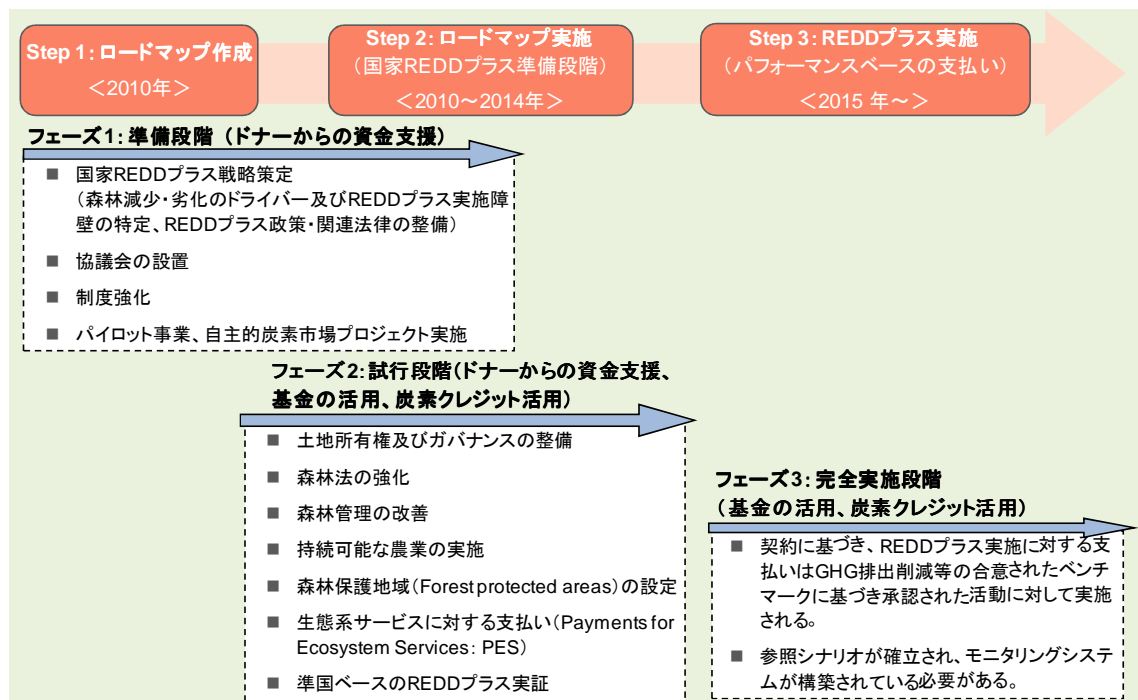 Step 1：ロードマップ作成
＜2010年＞
Step 2：ロードマップ実施
（国家REDDプラス準備段階）
＜2010～2014年＞
Step 3：REDDプラス実施
（パフォーマンスベースの支払い）
＜2015 年～＞
フェーズ1：準備段階（ドナーからの資金支援）
■ 国家REDDプラス戦略策定
（森林減少・劣化のドライバー及びREDDプラス実施障
壁の特定、REDDプラス政策・関連法律の整備）
■ 協議会の設置
■ 制度強化
■ パイロット事業、自主的炭素市場プロジェクト実施
フェーズ2：試行段階（ドナーからの資金支援、
基金の活用、炭素クレジット活用）
■ 土地所有権及びガバナンスの整備
■ 森林法の強化
■ 森林管理の改善
■ 持続可能な農業の実施
■ 森林保護地域（Forest protected areas）の設定
■ 生態系サービスに対する支払い（Payments for
Ecosystem Services： PES）
■ 準国ベースのREDDプラス実証
フェーズ3：完全実施段階
（基金の活用、炭素クレジット活用）
■ 契約に基づき、REDDプラス実施に対する支
払いはGHG排出削減等の合意されたベンチ
マークに基づき承認された活動に対して実施
される。
■ 参照シナリオが確立され、モニタリングシステ
ムが構築されている必要がある。